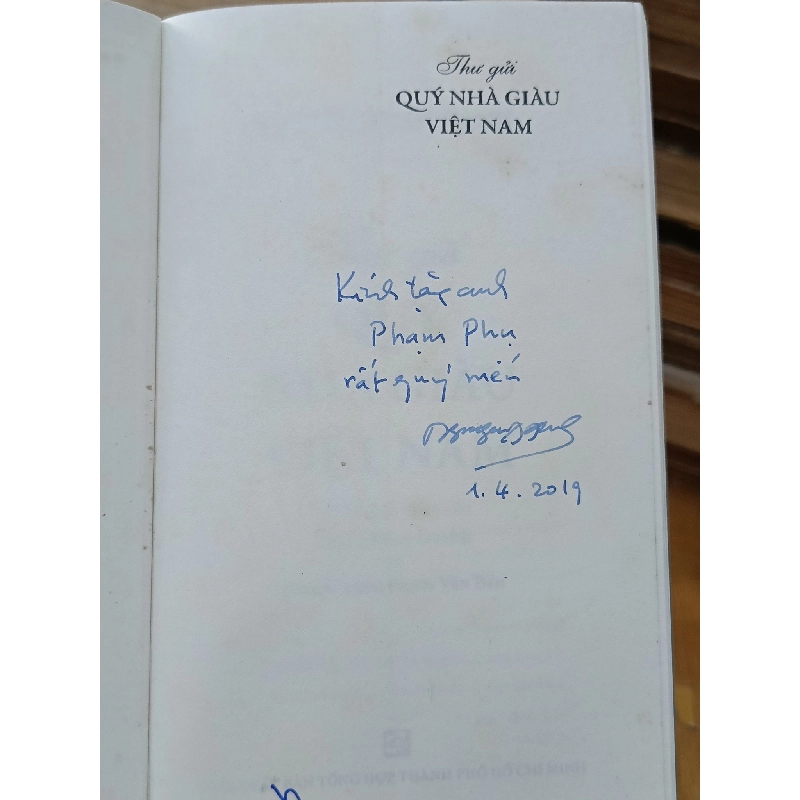 Thư gửi
QUÝ NHÀ GIÀU
VIỆT NAM
Kính tặng anh
Phạm Phụ
rất quý mến
1.4.2019